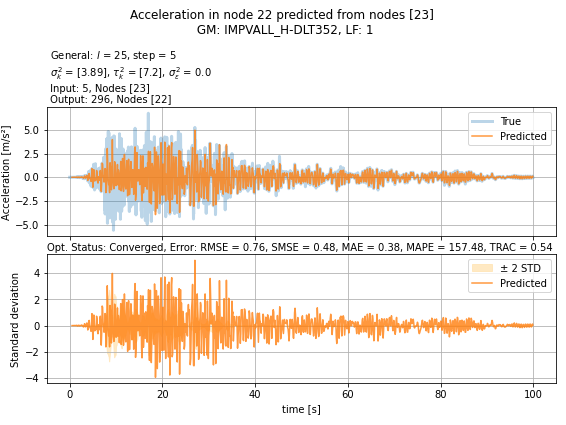 Acceleration in node 22 predicted from nodes [23]
GM: IMPVALL_H-DLT352, LF: 1
General: l = 25, step = 5
σ²ₖ = [3.89], τ²ₖ = [7.2], σ²ε = 0.0
Input: 5, Nodes [23]
Output: 296, Nodes [22]
Acceleration [m/s²]
5.0
2.5
0.0
−2.5
−5.0
True
Predicted
Opt. Status: Converged, Error: RMSE = 0.76, SMSE = 0.48, MAE = 0.38, MAPE = 157.48, TRAC = 0.54
Standard deviation
4
2
0
−2
−4
± 2 STD
Predicted
0 20 40 60 80 100
time [s]